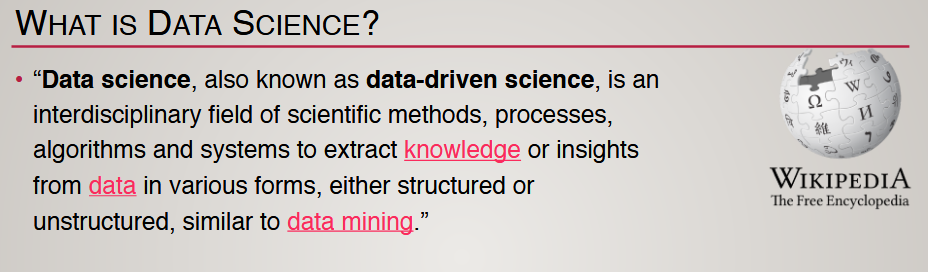 WHAT IS DATA SCIENCE?
• “Data science, also known as data-driven science, is an
interdisciplinary field of scientific methods, processes,
algorithms and systems to extract knowledge or insights
from data in various forms, either structured or
unstructured, similar to data mining.”
Ω
W
И
維
WIKIPEDIA
The Free Encyclopedia